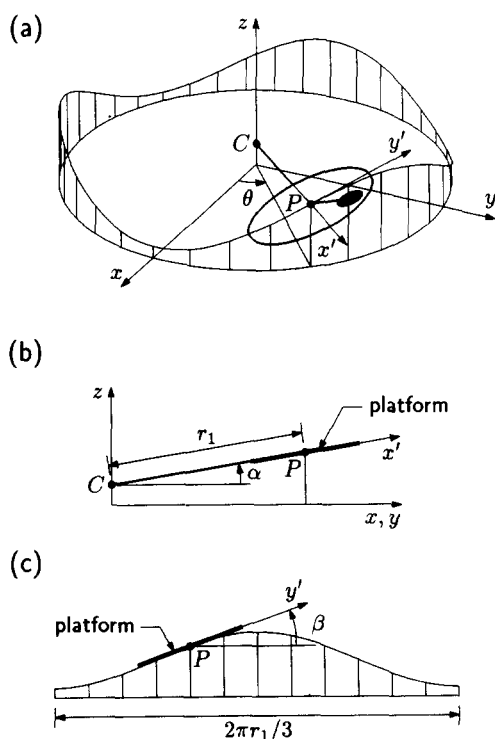 (a)
z
C
y'
P
θ
y
x'
x
(b)
z
r₁
platform
x'
C
α
P
x, y
(c)
y'
platform
β
P
2πr₁/3